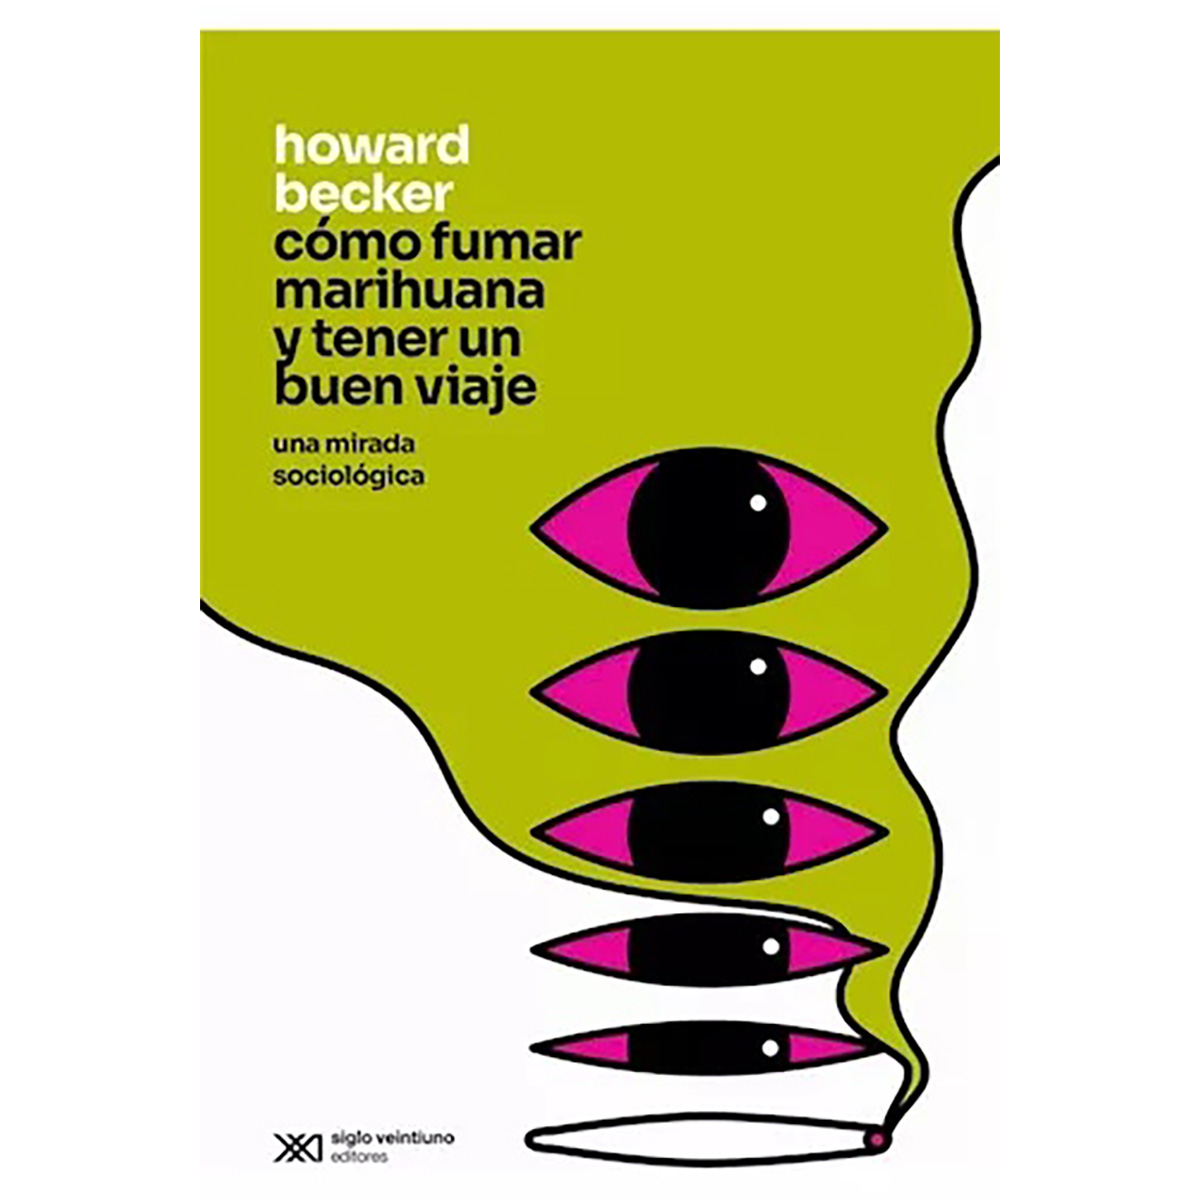 howard
becker
cómo fumar
marihuana
y tener un
buen viaje
una mirada
sociológica
siglo veintiuno
editores